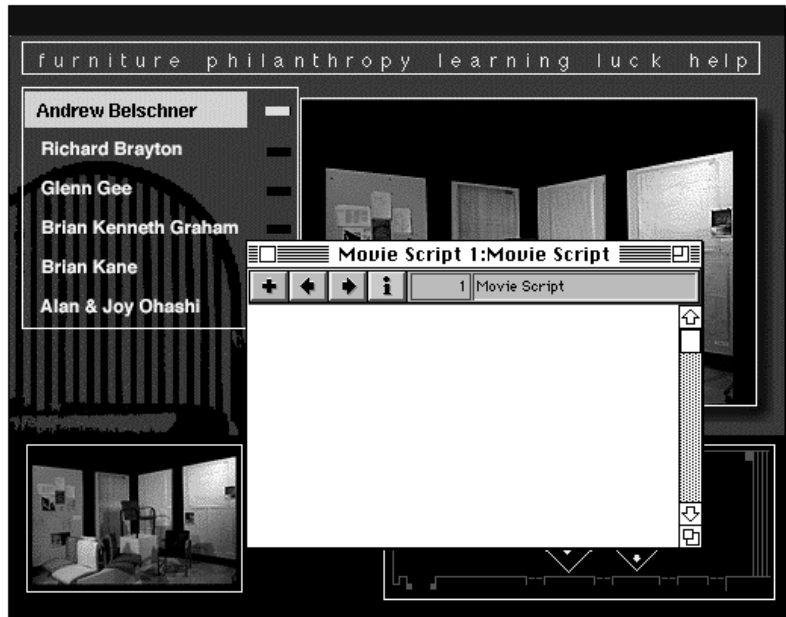 furniture philanthropy learning luck help
Andrew Belschner
Richard Brayton
Glenn Gee
Brian Kenneth Graham
Brian Kane
Alan & Joy Ohashi
Movie Script 1:Movie Script
1 Movie Script